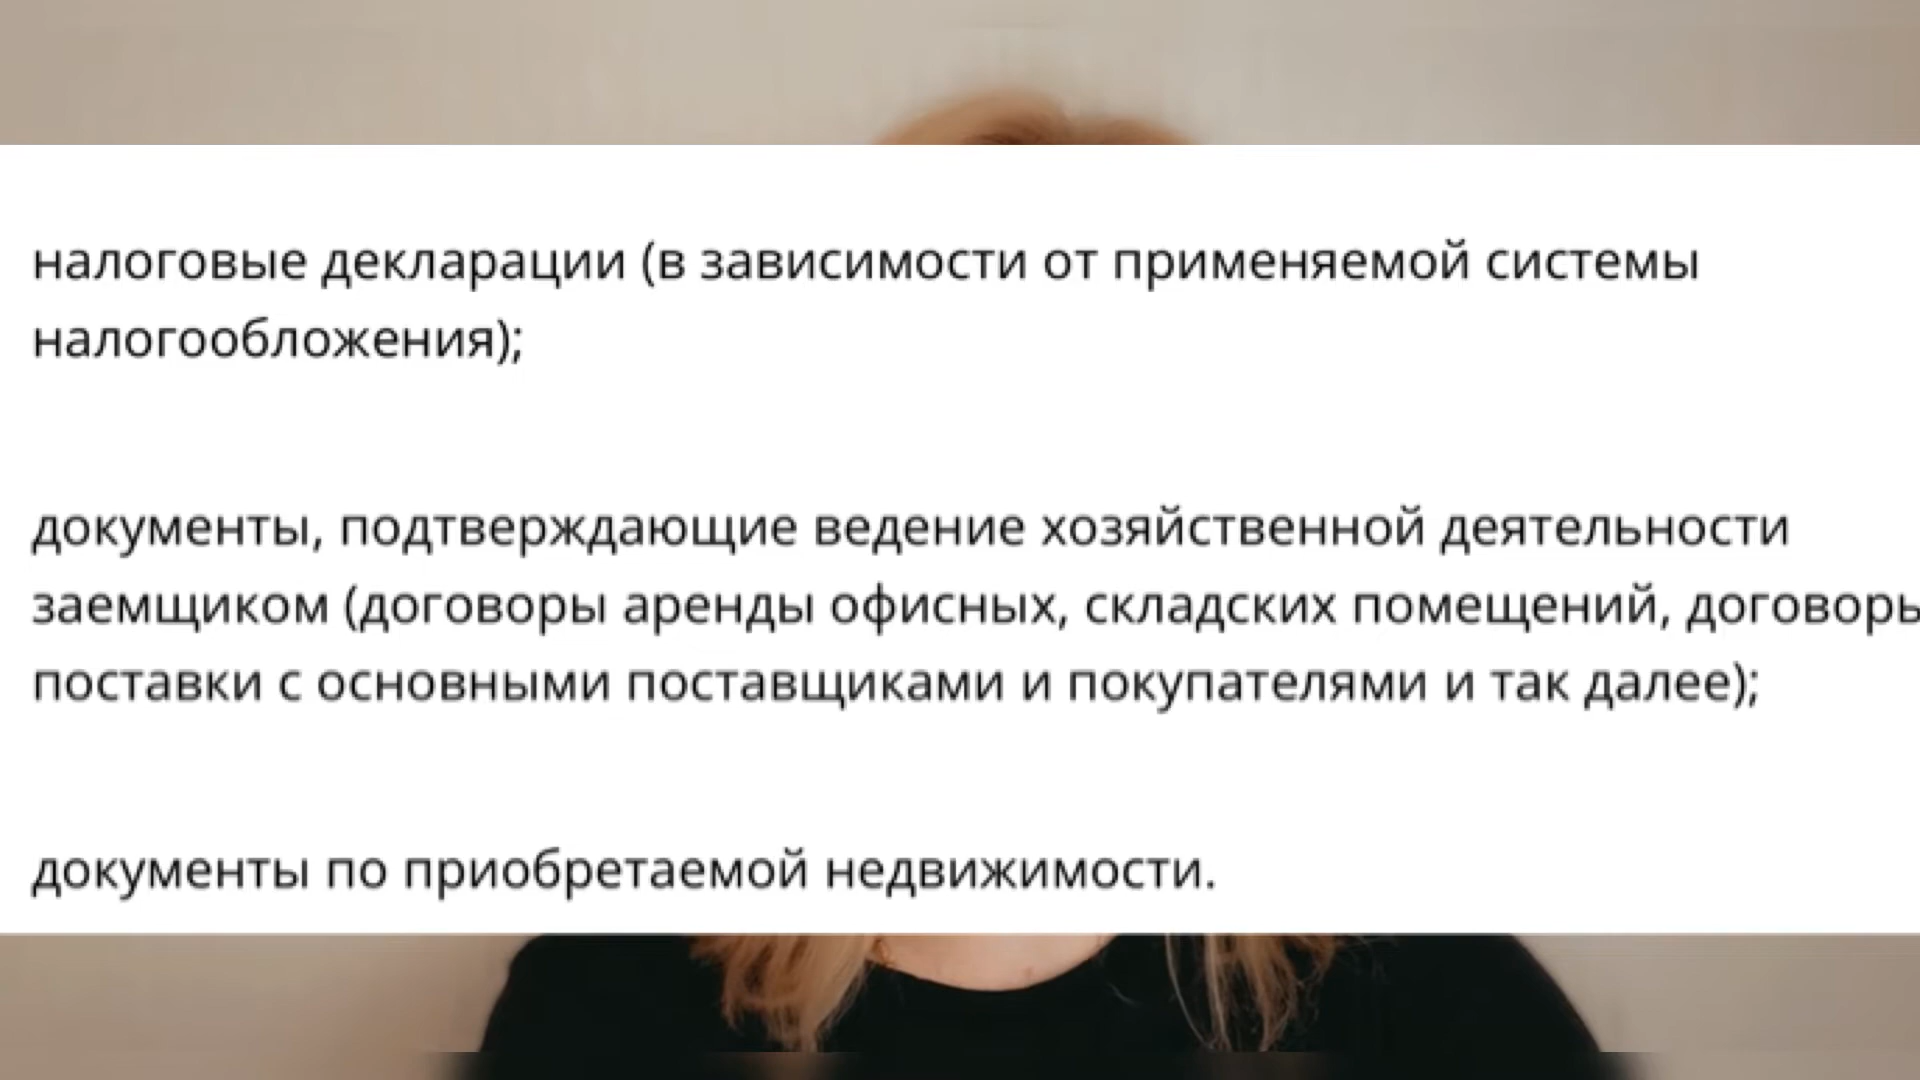 налоговые декларации (в зависимости от применяемой системы
налогообложения);
документы, подтверждающие ведение хозяйственной деятельности
заемщиком (договоры аренды офисных, складских помещений, договоры
поставки с основными поставщиками и покупателями и так далее);
документы по приобретаемой недвижимости.